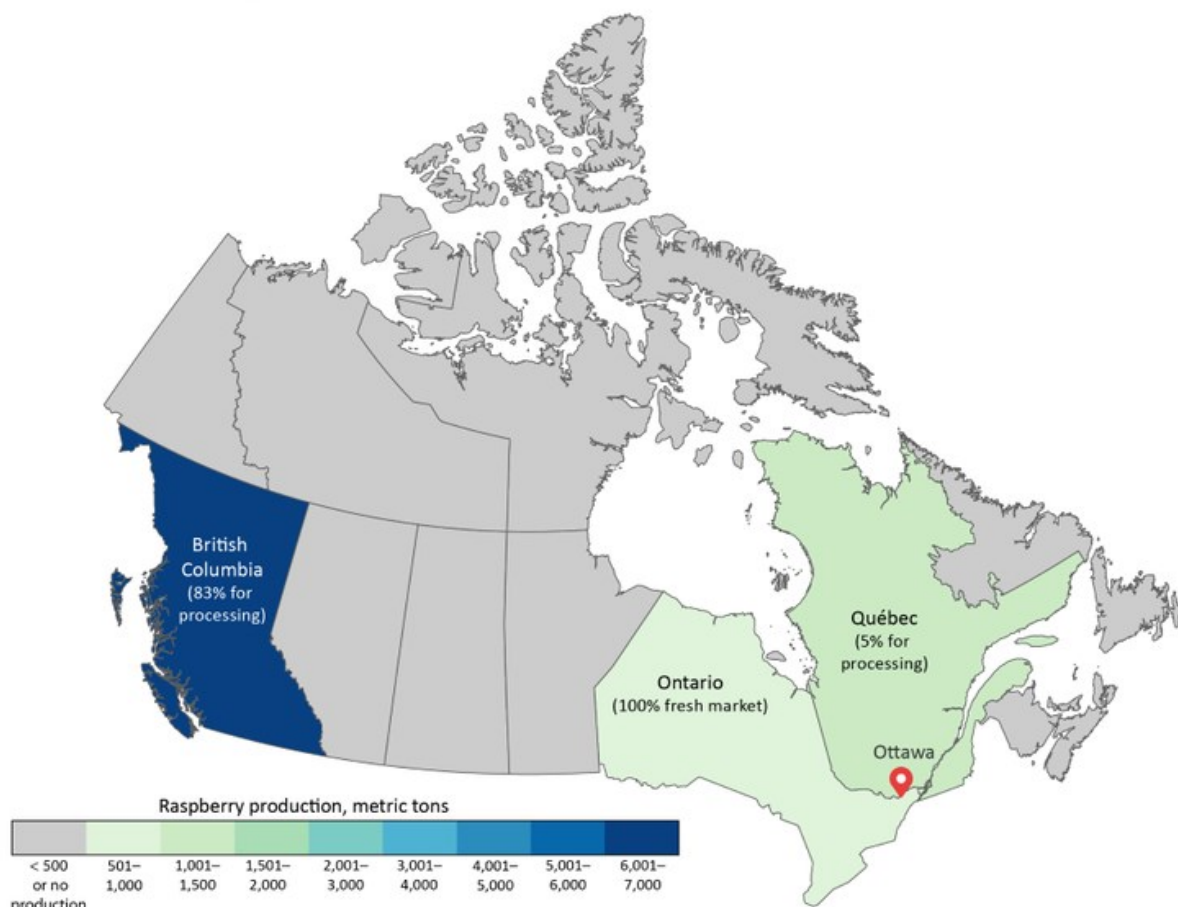 British
Columbia
(83% for
processing)
Québec
(5% for
processing)
Ontario
(100% fresh market)
Ottawa
Raspberry production, metric tons
< 500
or no
production
501–
1,000
1,001–
1,500
1,501–
2,000
2,001–
3,000
3,001–
4,000
4,001–
5,000
5,001–
6,000
6,001–
7,000